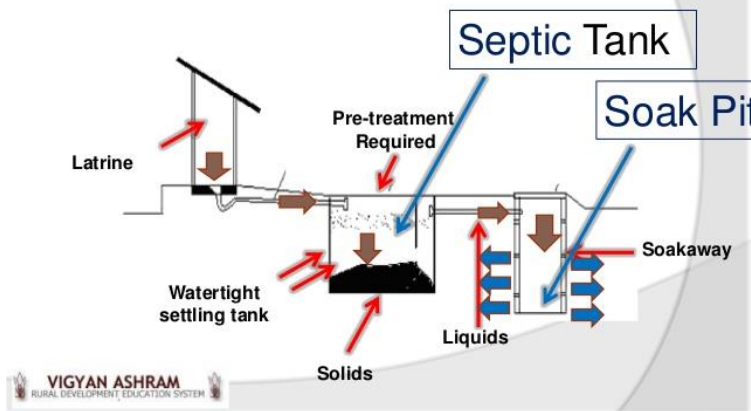 Septic Tank
Soak Pit
Pre-treatment
Required
Latrine
Soakaway
Watertight
settling tank
Liquids
Solids
VIGYAN ASHRAM
RURAL DEVELOPMENT EDUCATION SYSTEM